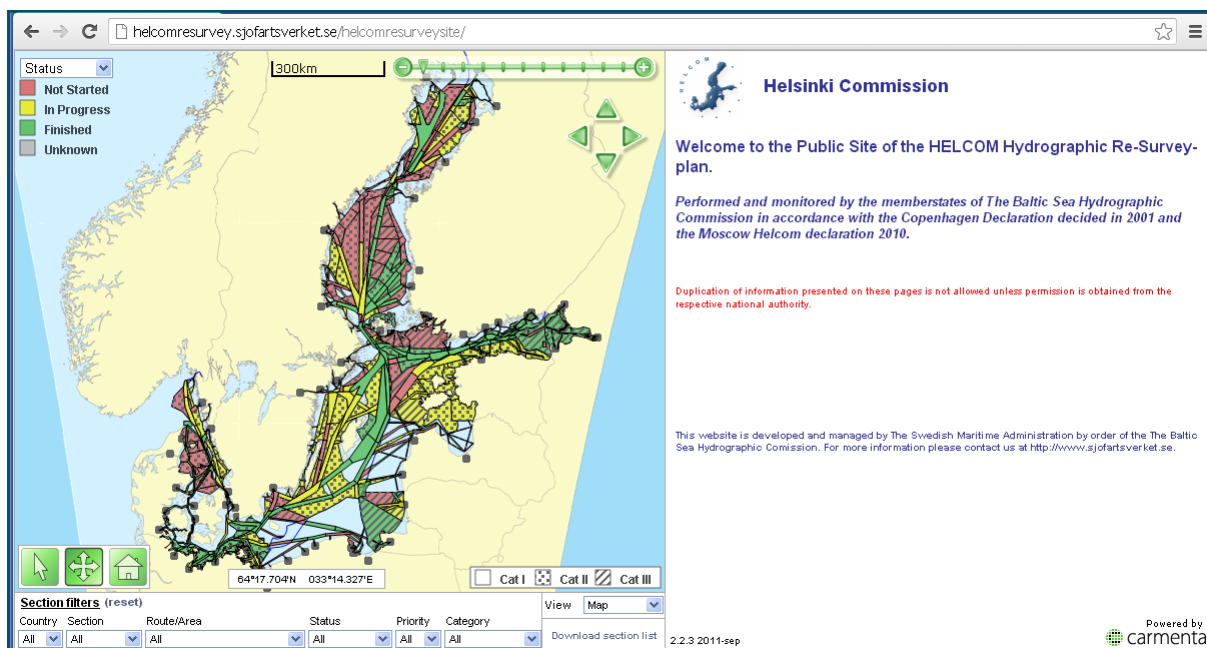 helcomresurvey.sjofartsverket.se/helcomresurveysite/
Status
Not Started
In Progress
Finished
Unknown
300km
64°17.704'N 033°14.327'E
Cat I Cat II Cat III
Section filters (reset)
Country Section Route/Area Status Priority Category
All All All All All All
View Map
Download section list
HELCOM
Helsinki Commission
Welcome to the Public Site of the HELCOM Hydrographic Re-Survey-
plan.
Performed and monitored by the memberstates of The Baltic Sea Hydrographic
Commission in accordance with the Copenhagen Declaration decided in 2001 and
the Moscow Helcom declaration 2010.
Duplication of information presented on these pages is not allowed unless permission is obtained from the
respective national authority.
This website is developed and managed by The Swedish Maritime Administration by order of the The Baltic
Sea Hydrographic Comission. For more information please contact us at http://www.sjofartsverket.se.
2.2.3 2011-sep
Powered by
carmenta